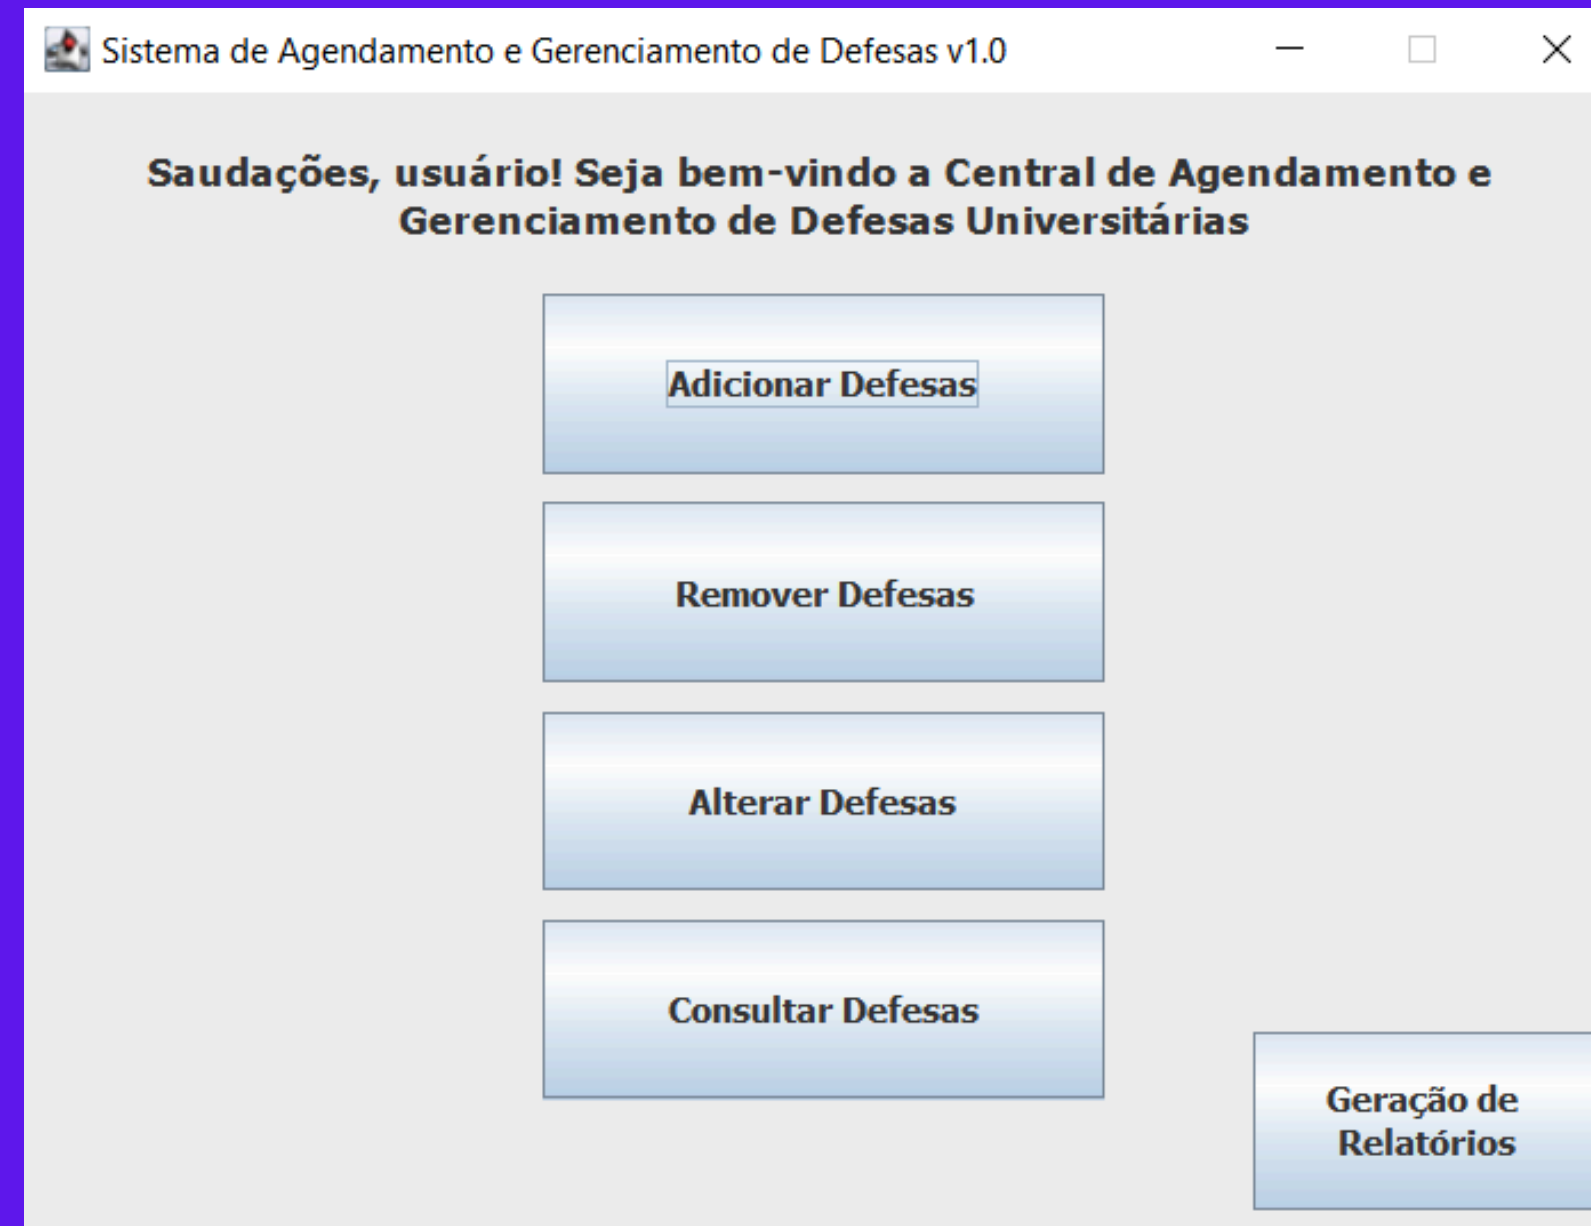 Sistema de Agendamento e Gerenciamento de Defesas v1.0
Saudações, usuário! Seja bem-vindo a Central de Agendamento e
Gerenciamento de Defesas Universitárias
Adicionar Defesas
Remover Defesas
Alterar Defesas
Consultar Defesas
Geração de
Relatórios